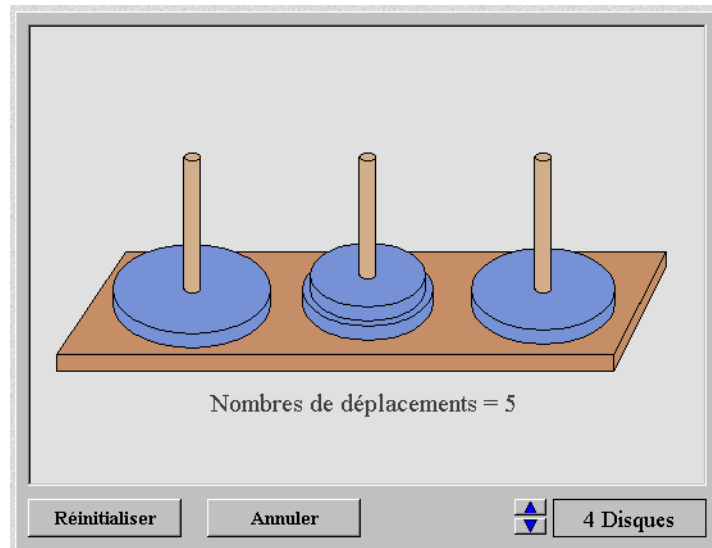 Nombres de déplacements = 5
Réinitialiser
Annuler
4 Disques